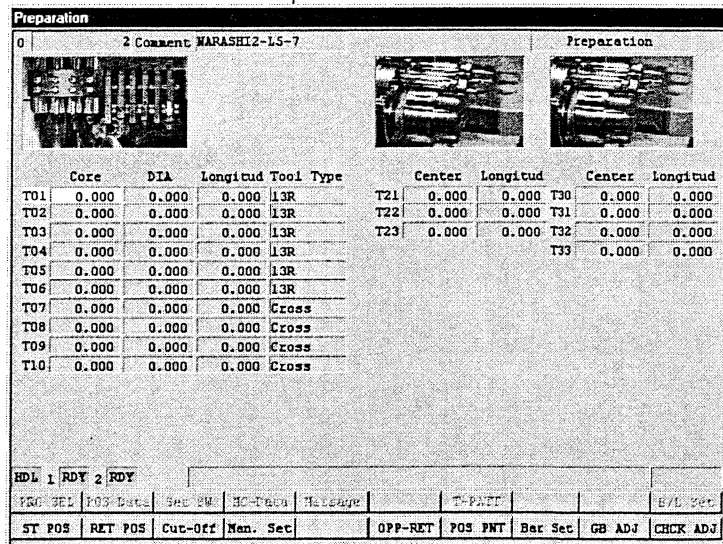 Preparation
0 2 Comment NARASHI2-L5-7 Preparation
Core DIA Longitud Tool Type Center Longitud Center Longitud
T01 0.000 0.000 0.000 13R T21 0.000 0.000 T30 0.000 0.000
T02 0.000 0.000 0.000 13R T22 0.000 0.000 T31 0.000 0.000
T03 0.000 0.000 0.000 13R T23 0.000 0.000 T32 0.000 0.000
T04 0.000 0.000 0.000 13R T33 0.000 0.000
T05 0.000 0.000 0.000 13R
T06 0.000 0.000 0.000 13R
T07 0.000 0.000 0.000 Cross
T08 0.000 0.000 0.000 Cross
T09 0.000 0.000 0.000 Cross
T10 0.000 0.000 0.000 Cross
HDL 1 RDY 2 RDY
PRG SEL POS Data Set SW Message T-PATT B/L Set
ST POS RET POS Cut-Off Man. Set OPP-RET POS PNT Bar Set GB ADJ CHCK ADJ